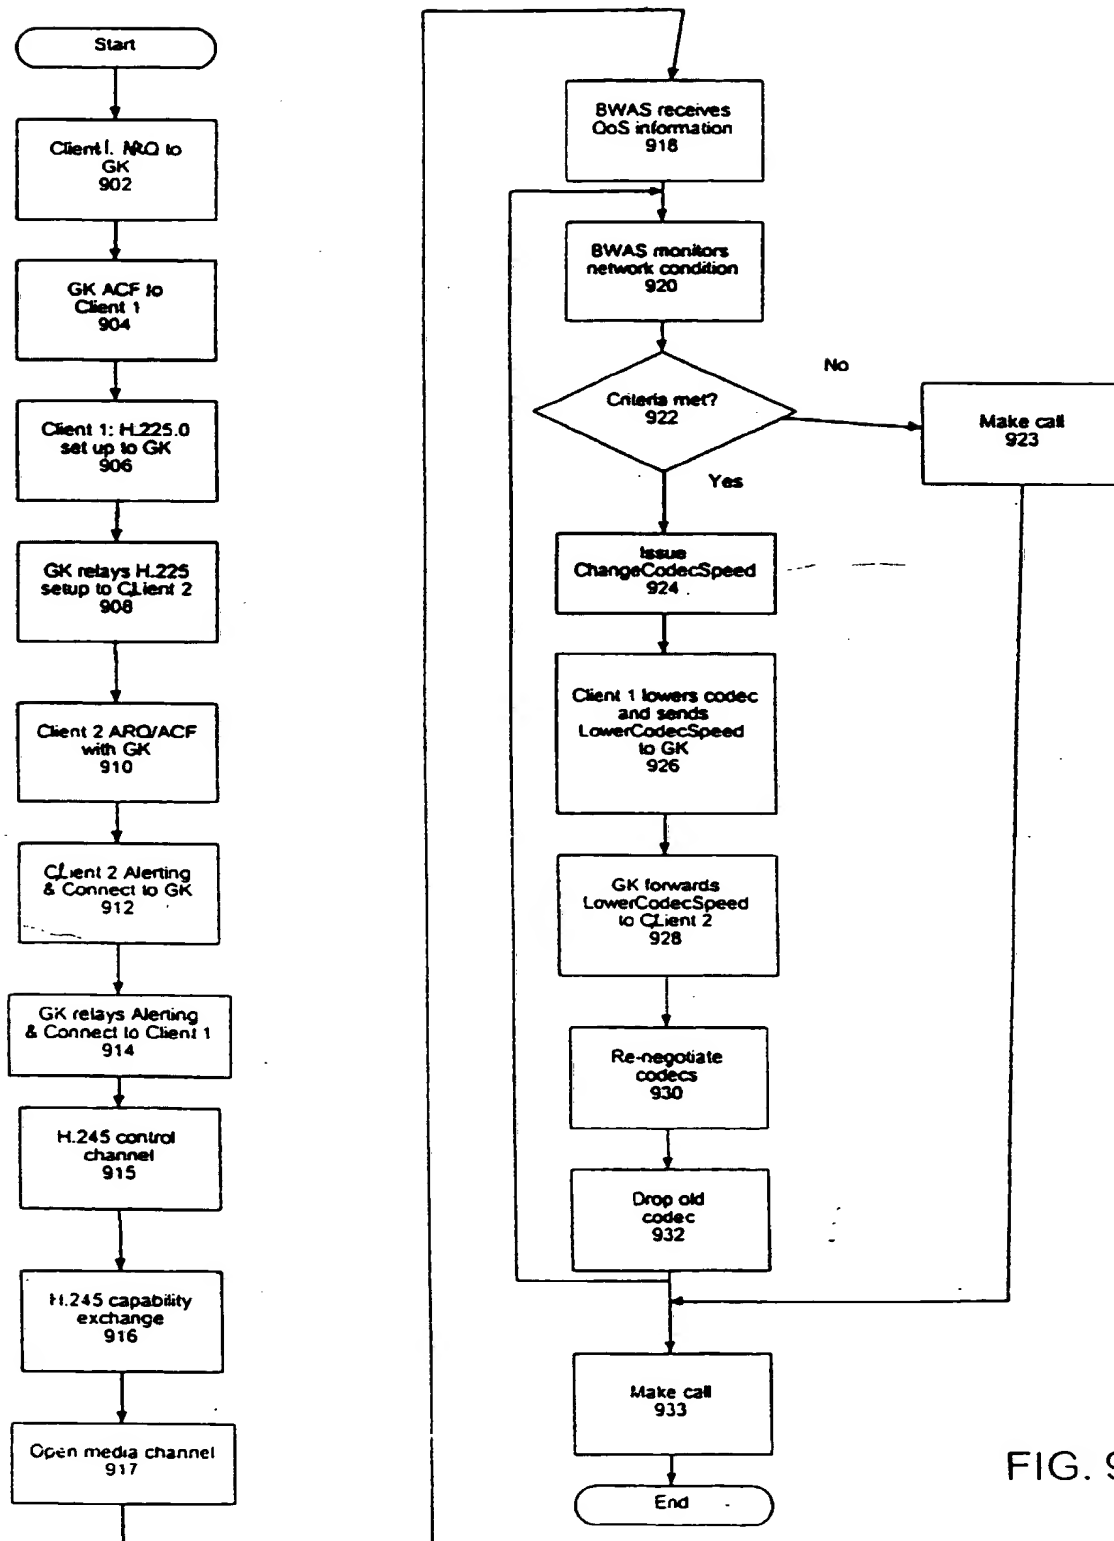 Start
Client 1. ARQ to
GK
902
GK ACF to
Client 1
904
Client 1: H.225.0
set up to GK
906
GK relays H.225
setup to CLient 2
908
Client 2 ARQ/ACF
with GK
910
CLient 2 Alerting
& Connect to GK
912
GK relays Alerting
& Connect to Client 1
914
H.245 control
channel
915
H.245 capability
exchange
916
Open media channel
917
BWAS receives
QoS information
918
BWAS monitors
network condition
920
Criteria met?
922
No
Make call
923
Yes
Issue
ChangeCodecSpeed
924
Client 1 lowers codec
and sends
LowerCodecSpeed
to GK
926
GK forwards
LowerCodecSpeed
to CLient 2
928
Re-negotiate
codecs
930
Drop old
codec
932
Make call
933
End
FIG. 9